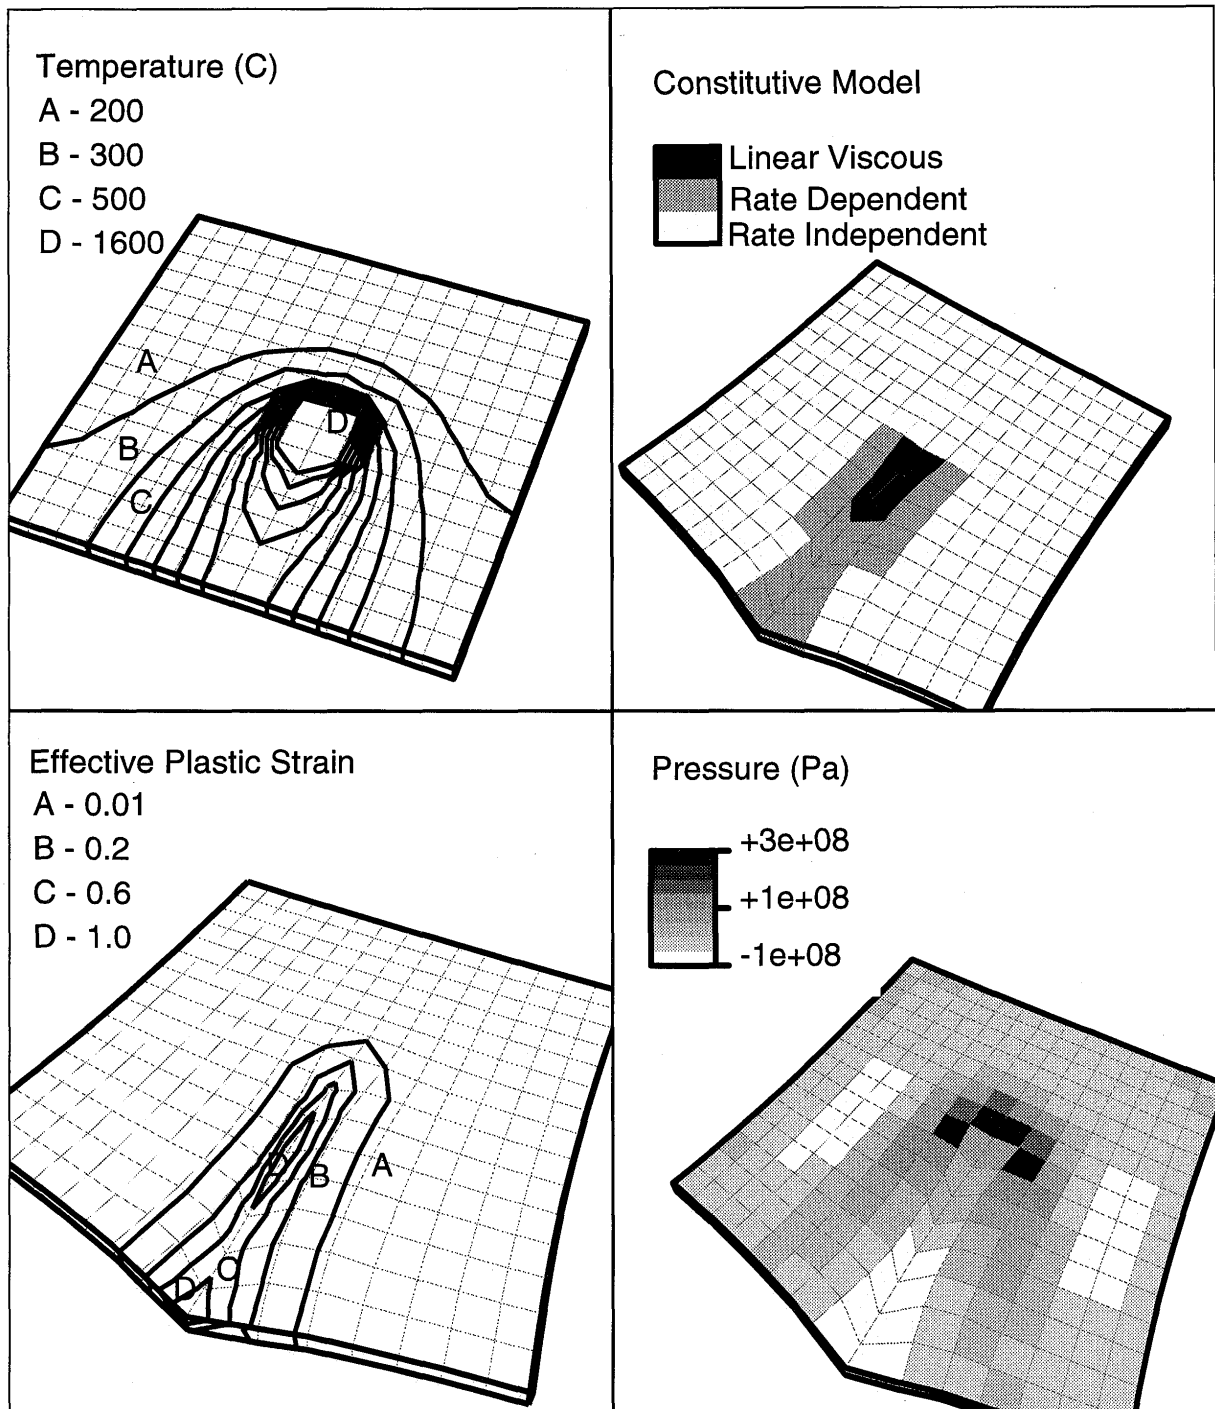 Temperature (C)
A - 200
B - 300
C - 500
D - 1600
A
D
B
C
Constitutive Model
Linear Viscous
Rate Dependent
Rate Independent
Effective Plastic Strain
A - 0.01
B - 0.2
C - 0.6
D - 1.0
D
B
A
C
D
Pressure (Pa)
+3e+08
+1e+08
-1e+08